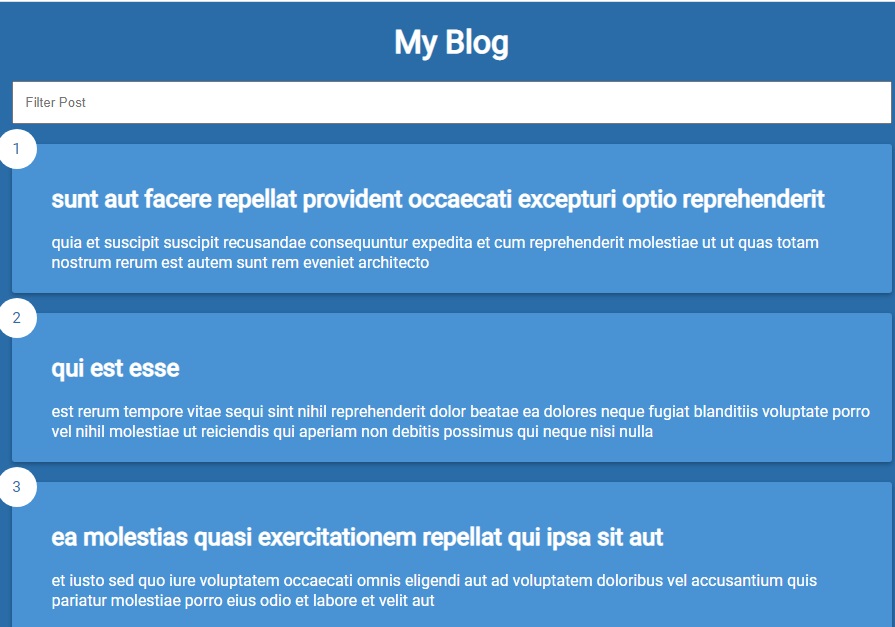 My Blog
Filter Post
1
sunt aut facere repellat provident occaecati excepturi optio reprehenderit
quia et suscipit suscipit recusandae consequuntur expedita et cum reprehenderit molestiae ut ut quas totam
nostrum rerum est autem sunt rem eveniet architecto
2
qui est esse
est rerum tempore vitae sequi sint nihil reprehenderit dolor beatae ea dolores neque fugiat blanditiis voluptate porro
vel nihil molestiae ut reiciendis qui aperiam non debitis possimus qui neque nisi nulla
3
ea molestias quasi exercitationem repellat qui ipsa sit aut
et iusto sed quo iure voluptatem occaecati omnis eligendi aut ad voluptatem doloribus vel accusantium quis
pariatur molestiae porro eius odio et labore et velit aut